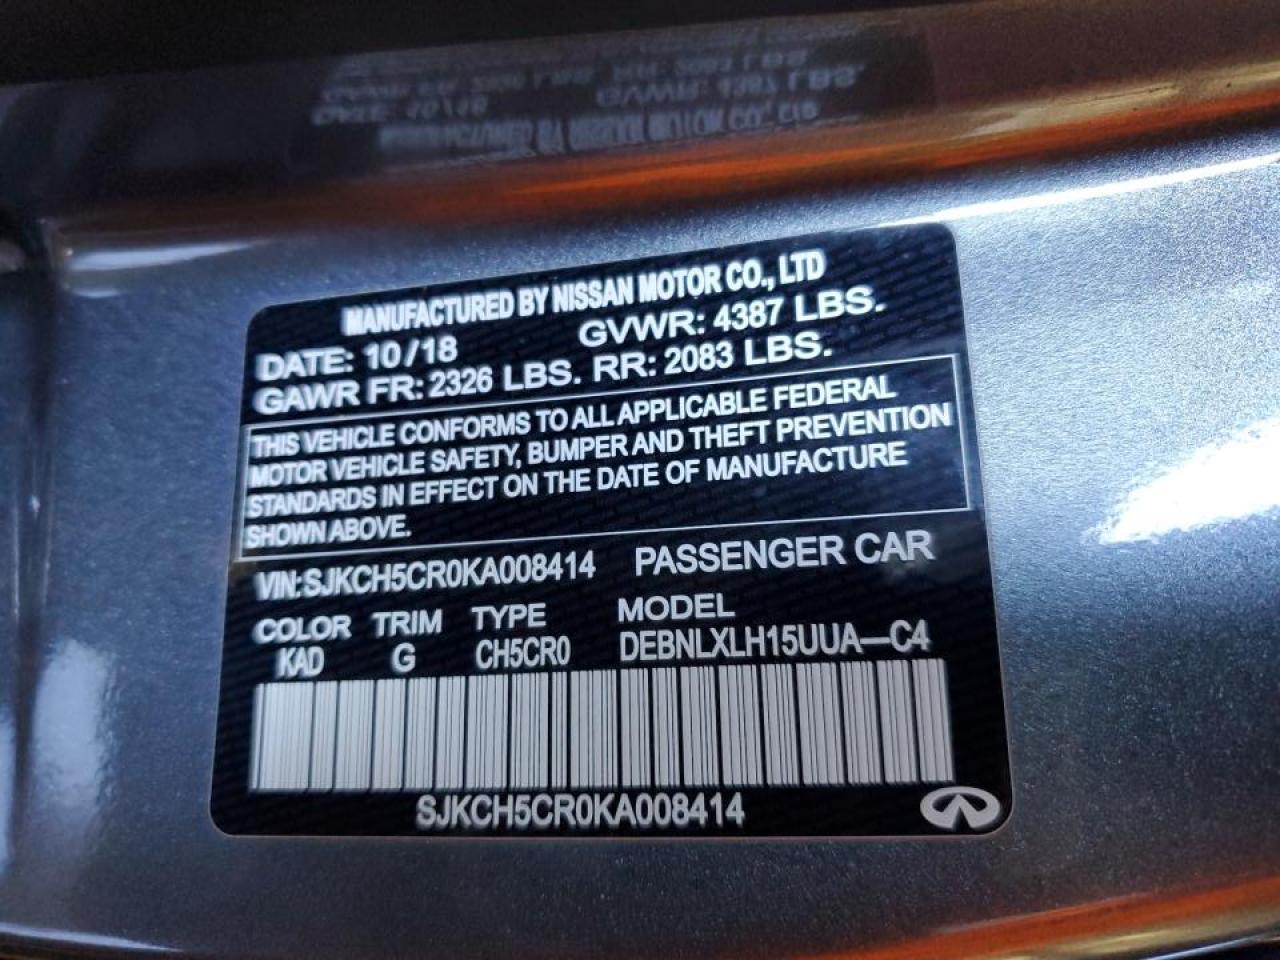 MANUFACTURED BY NISSAN MOTOR CO., LTD
DATE: 10/18 GVWR: 4387 LBS.
GAWR FR: 2326 LBS. RR: 2083 LBS.
THIS VEHICLE CONFORMS TO ALL APPLICABLE FEDERAL
MOTOR VEHICLE SAFETY, BUMPER AND THEFT PREVENTION
STANDARDS IN EFFECT ON THE DATE OF MANUFACTURE
SHOWN ABOVE.
VIN: SJKCH5CR0KA008414 PASSENGER CAR
COLOR TRIM TYPE MODEL
KAD G CH5CR0 DEBNLXLH15UUA-C4
SJKCH5CR0KA008414